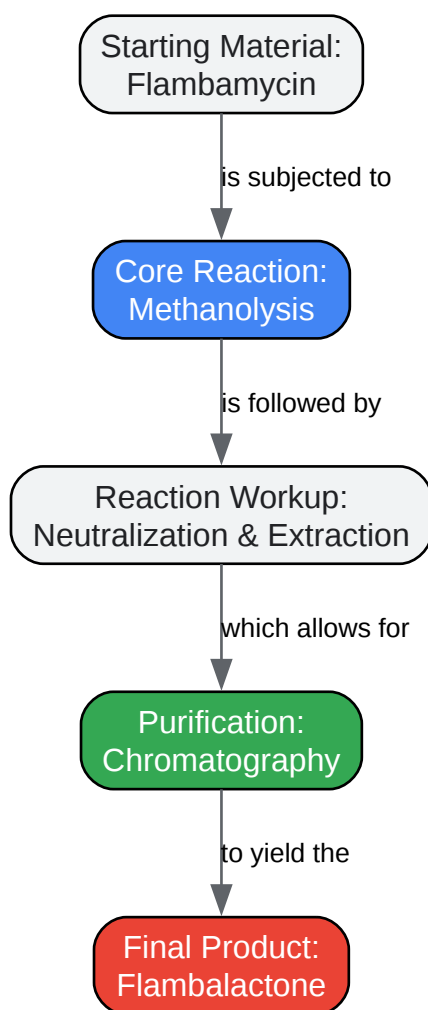 Starting Material:
Flambamycin
is subjected to
Core Reaction:
Methanolysis
is followed by
Reaction Workup:
Neutralization & Extraction
which allows for
Purification:
Chromatography
to yield the
Final Product:
Flambalactone